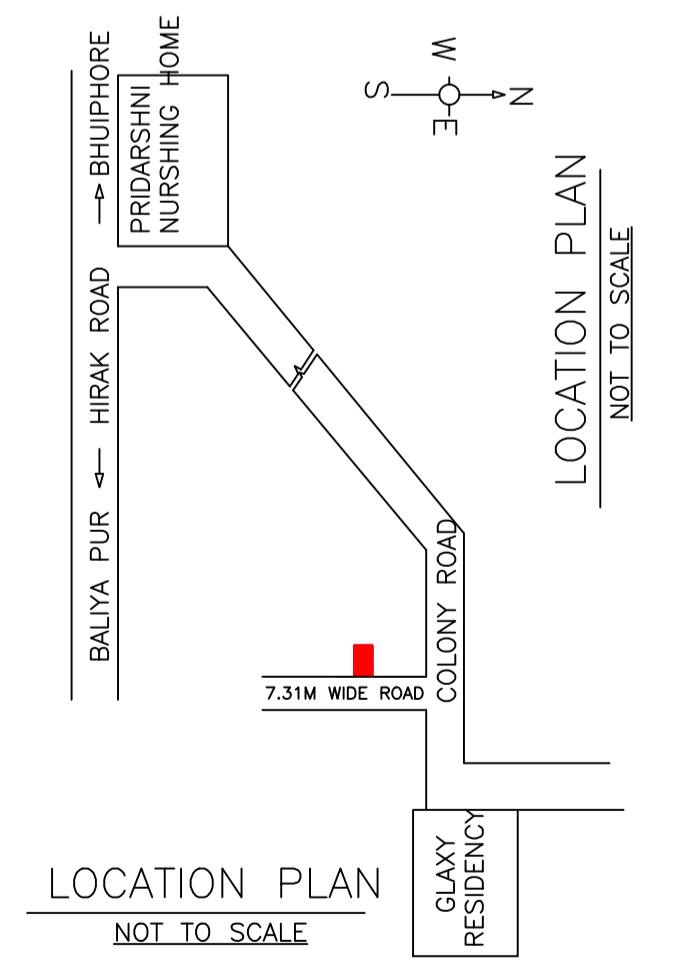 W
S
N
E
BHUIPHORE
PRIDARSHNI
NURSHING HOME
HIRAK ROAD
BALIYA PUR
LOCATION PLAN
NOT TO SCALE
COLONY ROAD
7.31M WIDE ROAD
GLAXY
RESIDENCY
LOCATION PLAN
NOT TO SCALE